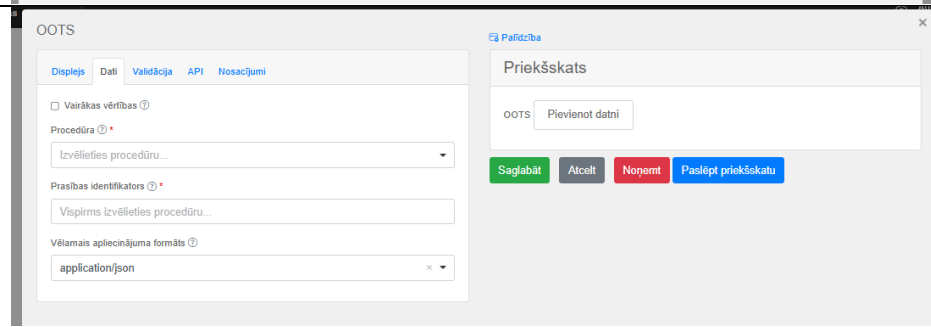 OOTS
×
Palīdzība
Displejs Dati Validācija API Nosacījumi
Vairākas vērtības ?
Procedūra ? *
Izvēlieties procedūru...
Prasības identifikators ? *
Vispirms izvēlieties procedūru...
Vēlamais apliecinājuma formāts ?
application/json ×
Priekšskats
OOTS Pievienot datni
Saglabāt Atcelt Noņemt Paslēpt priekšskatu